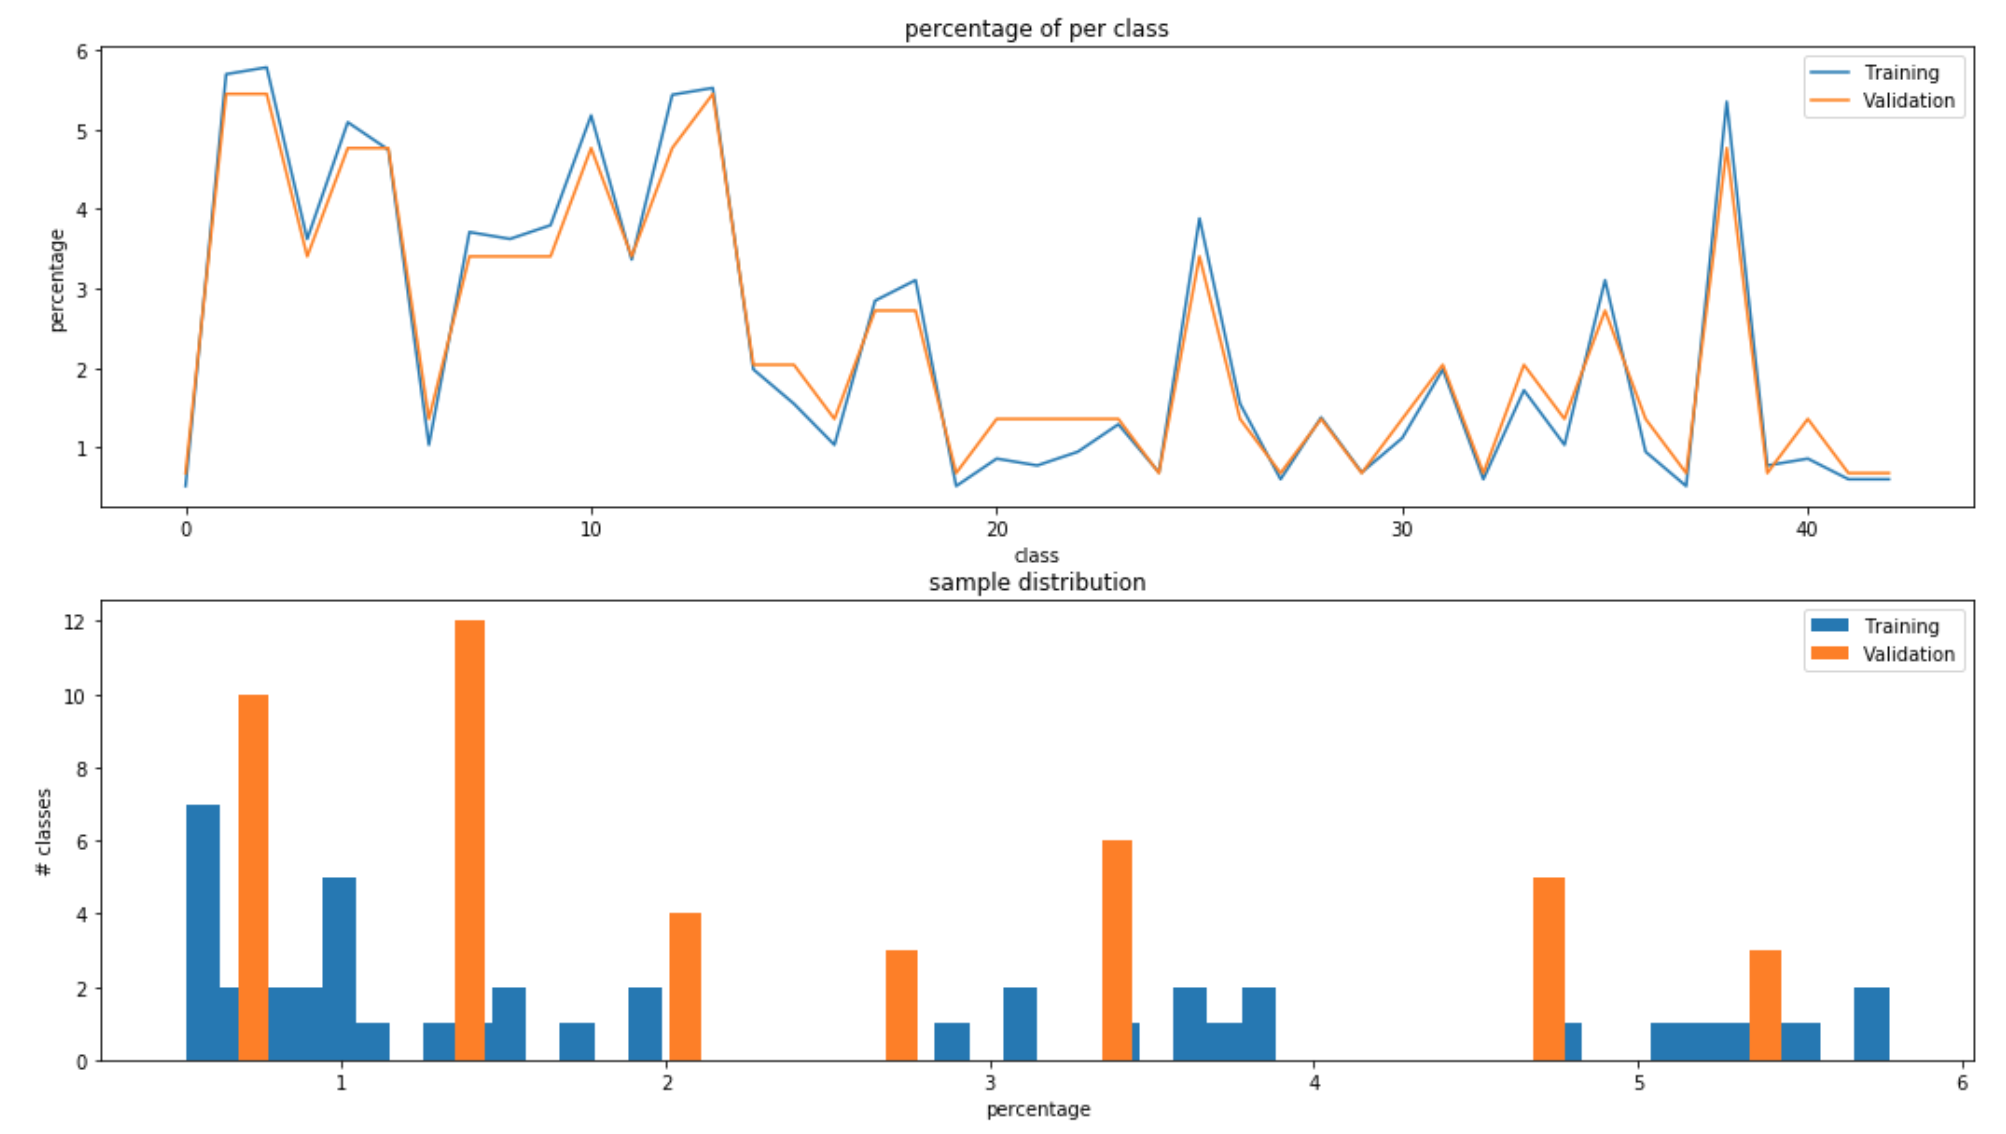 percentage of per class
6
5
4
3
2
1
percentage
Training
Validation
0 10 20 30 40
class
sample distribution
12
10
8
6
4
2
0
# classes
Training
Validation
1 2 3 4 5 6
percentage